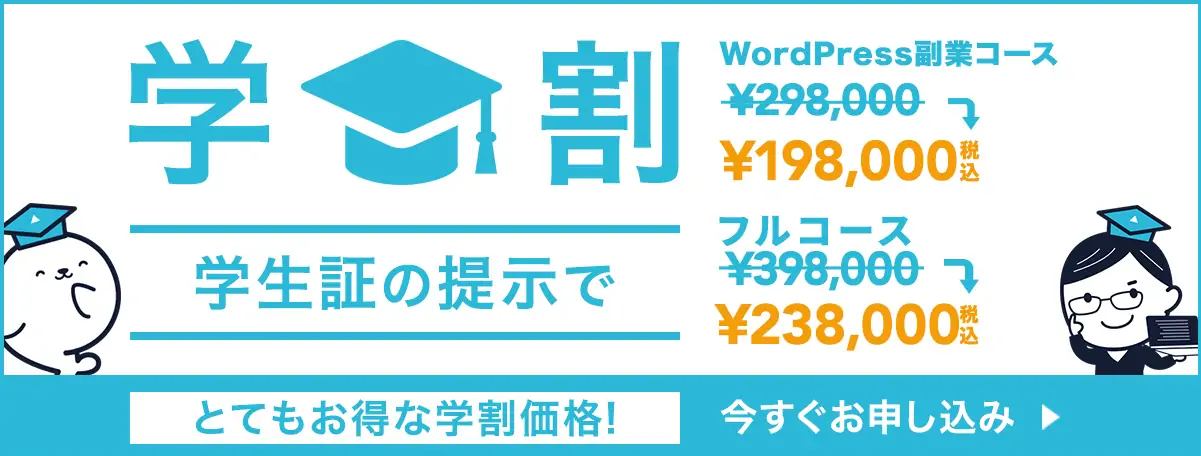 学割
学生証の提示で
とてもお得な学割価格!
WordPress副業コース
¥298,000
¥198,000税込
フルコース
¥398,000
¥238,000税込
今すぐお申し込み